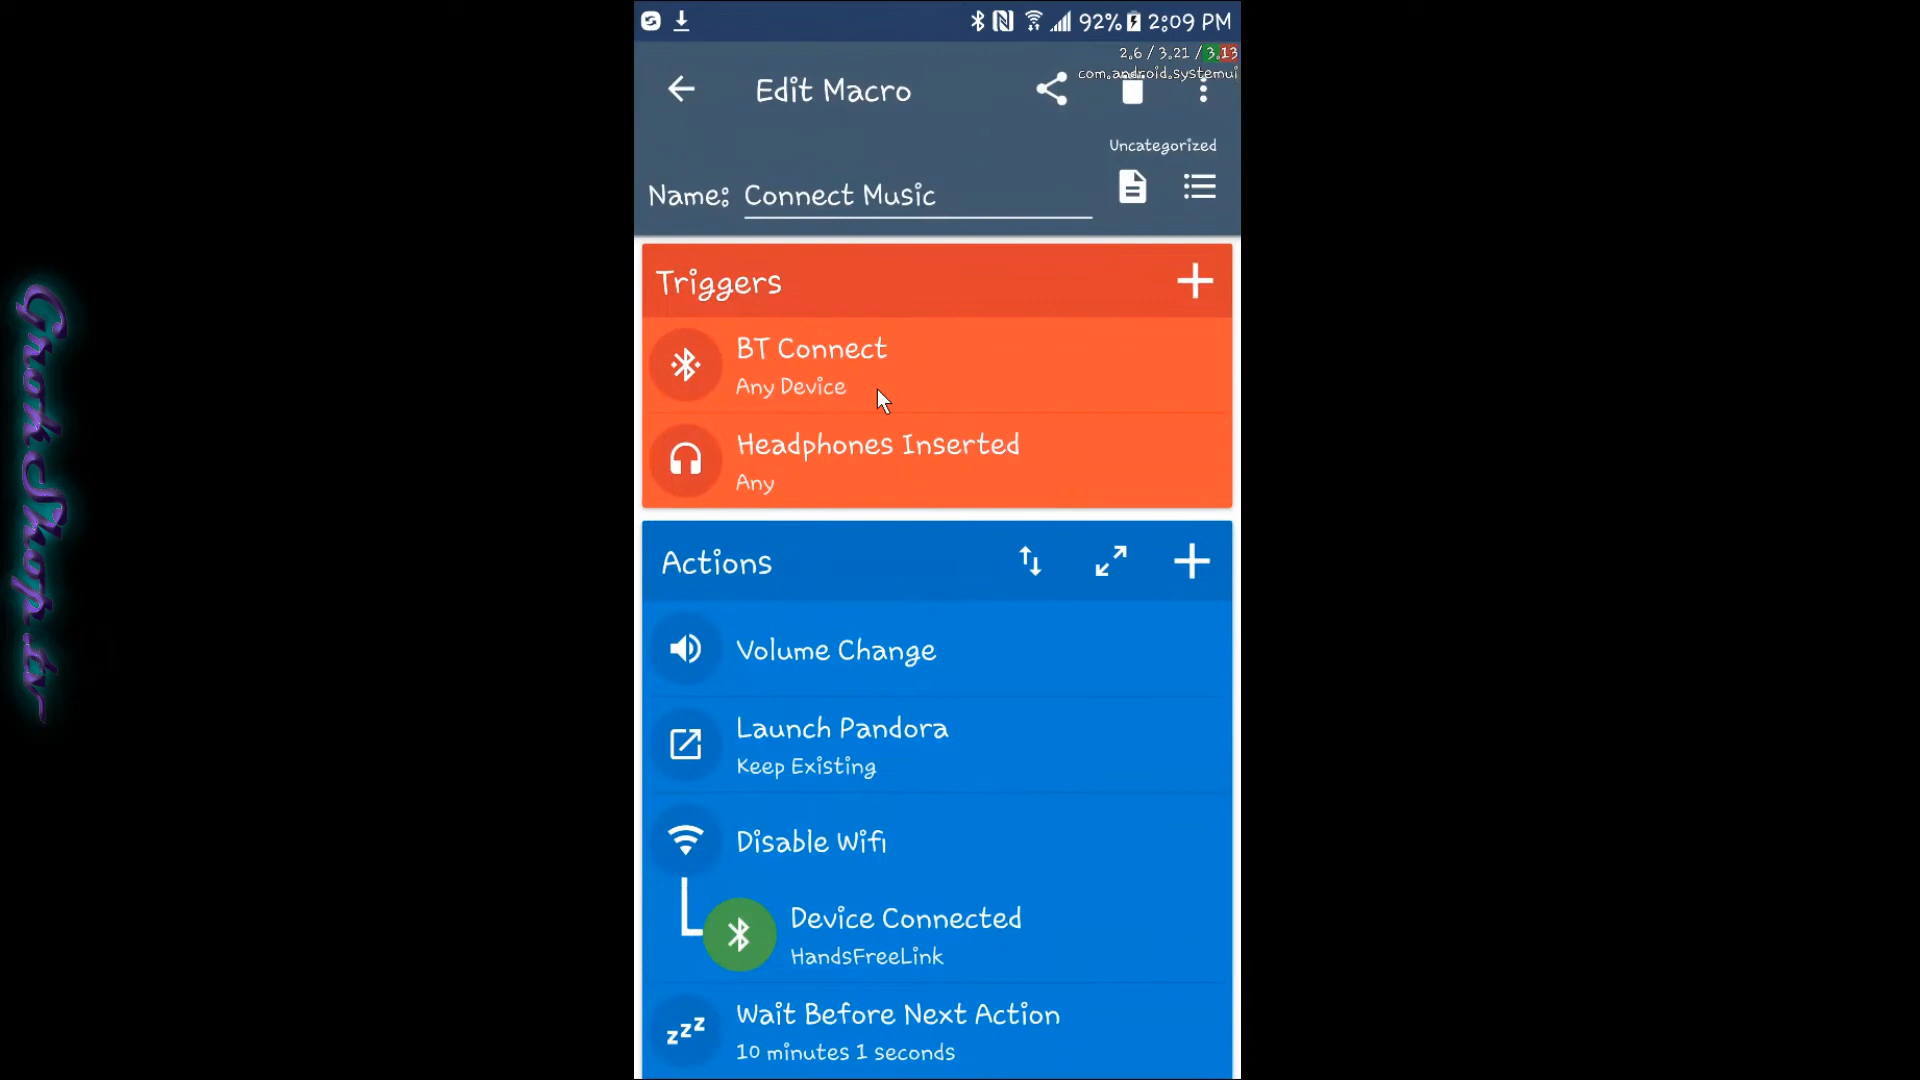 92% 2:09 PM
2.6 / 3.21 / 3.13
com.android.systemui
Edit Macro
Uncategorized
Name: Connect Music
Triggers
BT Connect
Any Device
Headphones Inserted
Any
Actions
Volume Change
Launch Pandora
Keep Existing
Disable Wifi
Device Connected
HandsFreeLink
Wait Before Next Action
zzz
10 minutes 1 seconds